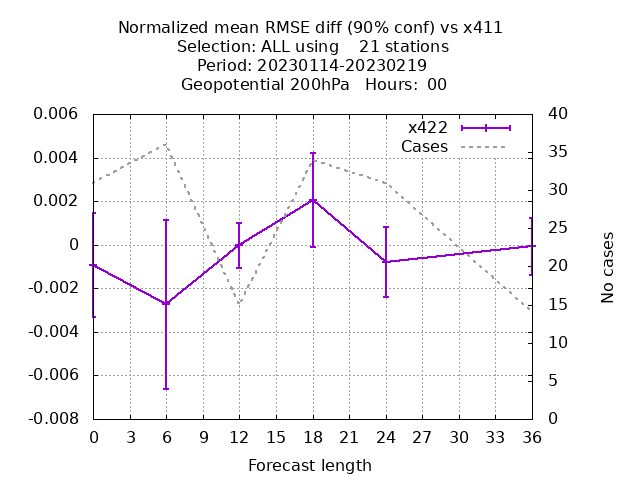 Normalized mean RMSE diff (90% conf) vs x411
Selection: ALL using    21 stations
Period: 20230114-20230219
Geopotential 200hPa   Hours:  00
0.006
0.004
0.002
0
-0.002
-0.004
-0.006
-0.008
x422
Cases
40
35
30
25
20
15
10
5
0
No cases
0 3 6 9 12 15 18 21 24 27 30 33 36
Forecast length